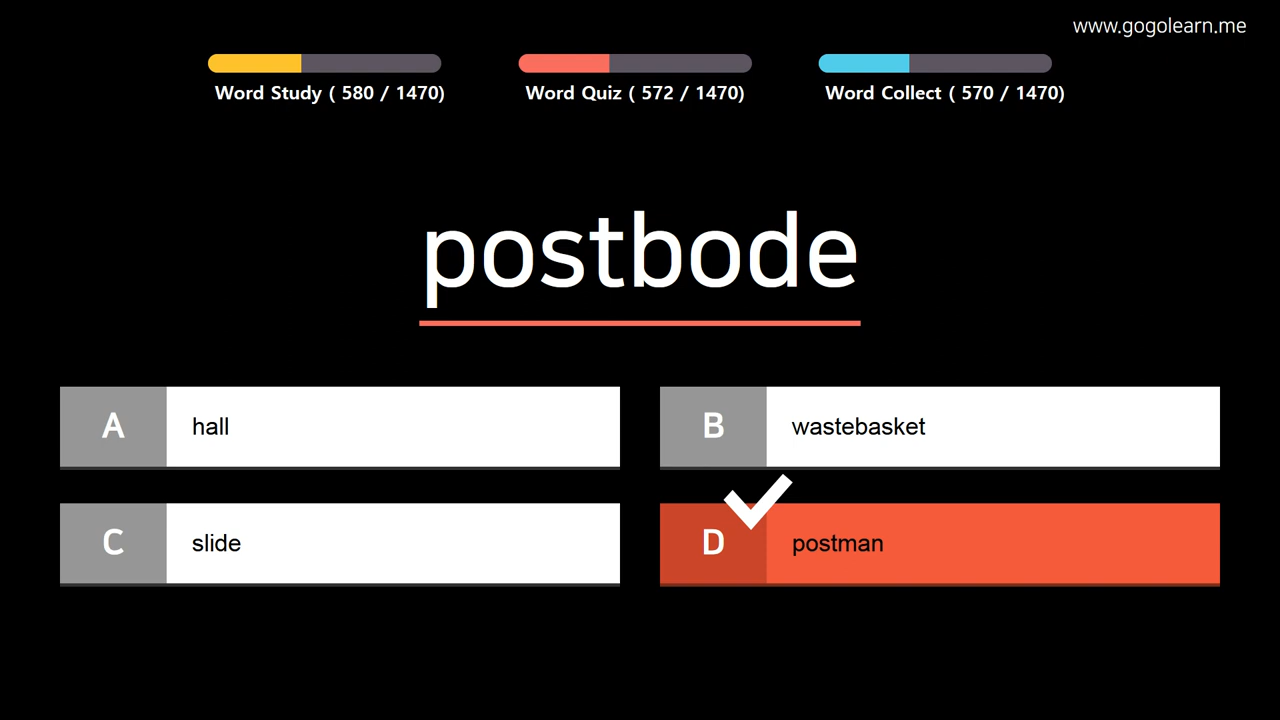 www.gogolearn.me
Word Study ( 580 / 1470)
Word Quiz ( 572 / 1470)
Word Collect ( 570 / 1470)
postbode
A hall
B wastebasket
C slide
D postman